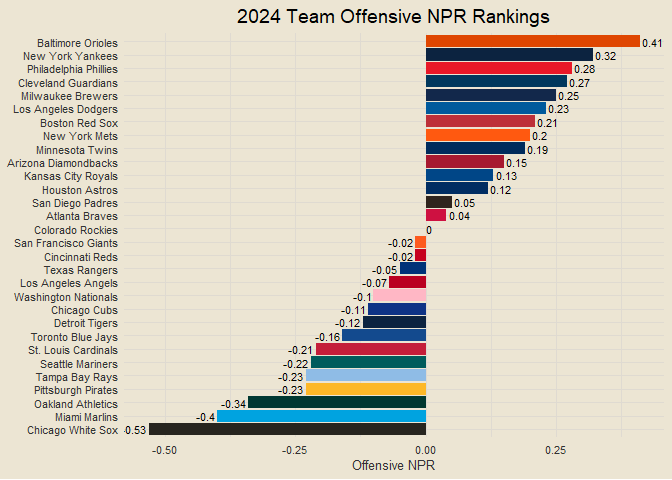 2024 Team Offensive NPR Rankings
Baltimore Orioles 0.41
New York Yankees 0.32
Philadelphia Phillies 0.28
Cleveland Guardians 0.27
Milwaukee Brewers 0.25
Los Angeles Dodgers 0.23
Boston Red Sox 0.21
New York Mets 0.2
Minnesota Twins 0.19
Arizona Diamondbacks 0.15
Kansas City Royals 0.13
Houston Astros 0.12
San Diego Padres 0.05
Atlanta Braves 0.04
Colorado Rockies 0
San Francisco Giants -0.02
Cincinnati Reds -0.02
Texas Rangers -0.05
Los Angeles Angels -0.07
Washington Nationals -0.1
Chicago Cubs -0.11
Detroit Tigers -0.12
Toronto Blue Jays -0.16
St. Louis Cardinals -0.21
Seattle Mariners -0.22
Tampa Bay Rays -0.23
Pittsburgh Pirates -0.23
Oakland Athletics -0.34
Miami Marlins -0.4
Chicago White Sox -0.53
-0.50 -0.25 0.00 0.25
Offensive NPR